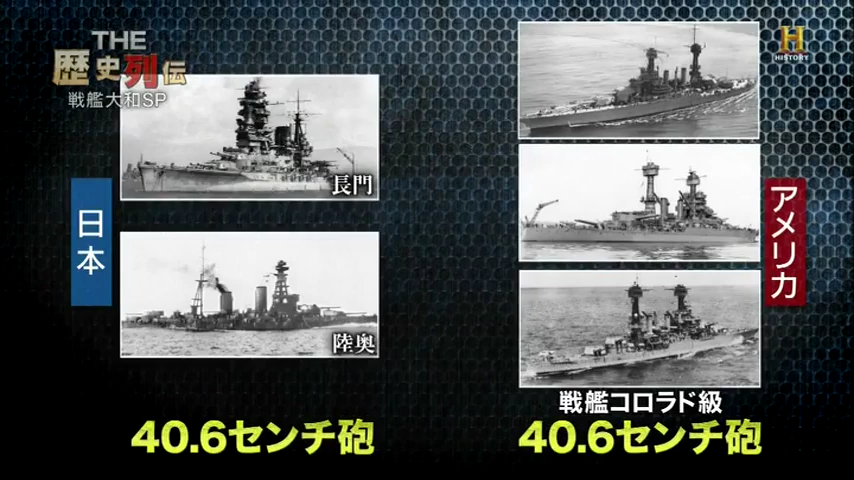 THE
歴史列伝
戦艦大和SP
H
HISTORY
日本
長門
陸奥
40.6センチ砲
アメリカ
戦艦コロラド級
40.6センチ砲